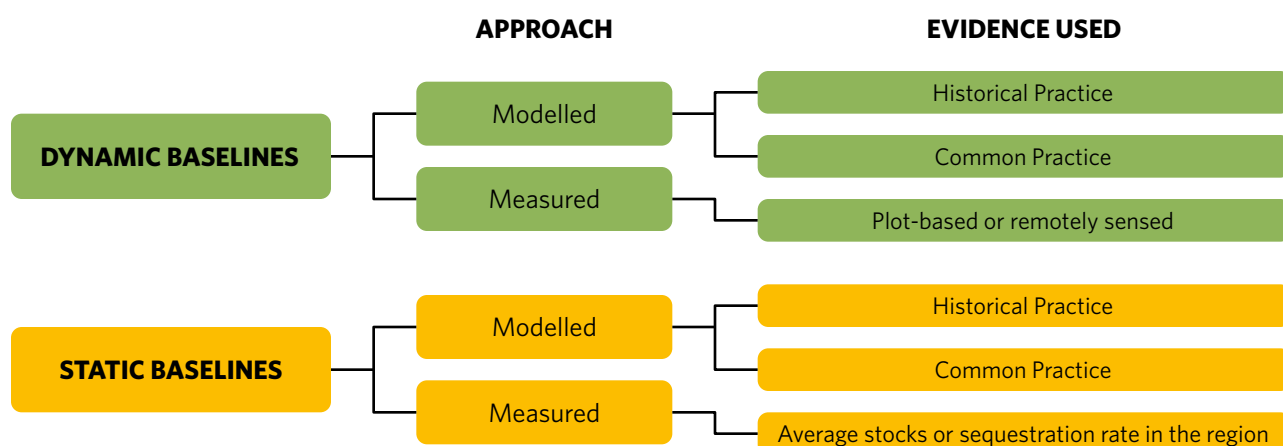 APPROACH
EVIDENCE USED
DYNAMIC BASELINES
Modelled
Historical Practice
Common Practice
Measured
Plot-based or remotely sensed
STATIC BASELINES
Modelled
Historical Practice
Common Practice
Measured
Average stocks or sequestration rate in the region